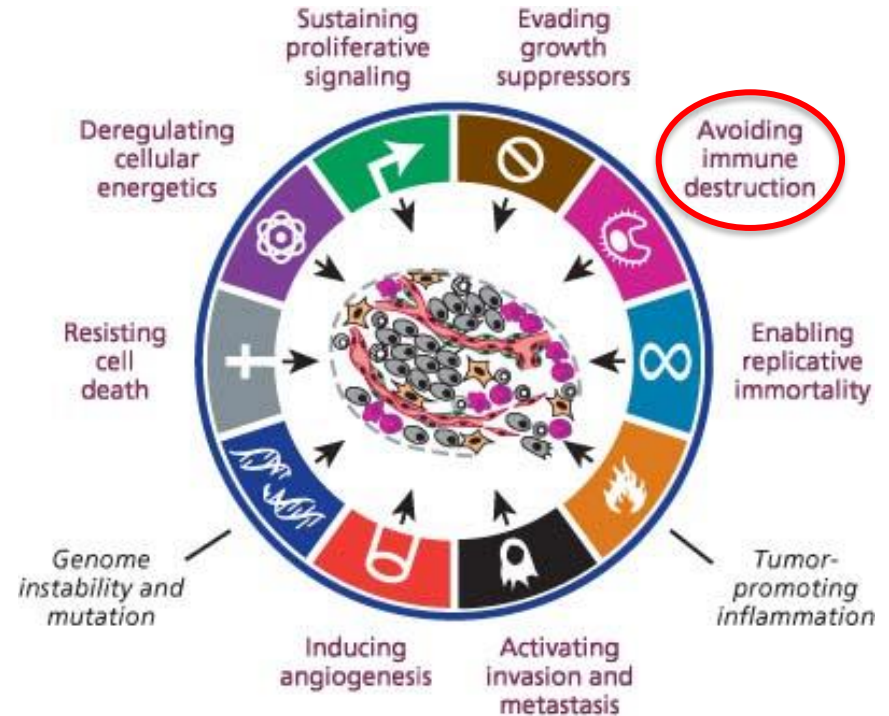 Sustaining
proliferative
signaling
Evading
growth
suppressors
Avoiding
immune
destruction
Deregulating
cellular
energetics
Resisting
cell
death
Enabling
replicative
immortality
Genome
instability and
mutation
Tumor-
promoting
inflammation
Inducing
angiogenesis
Activating
invasion and
metastasis